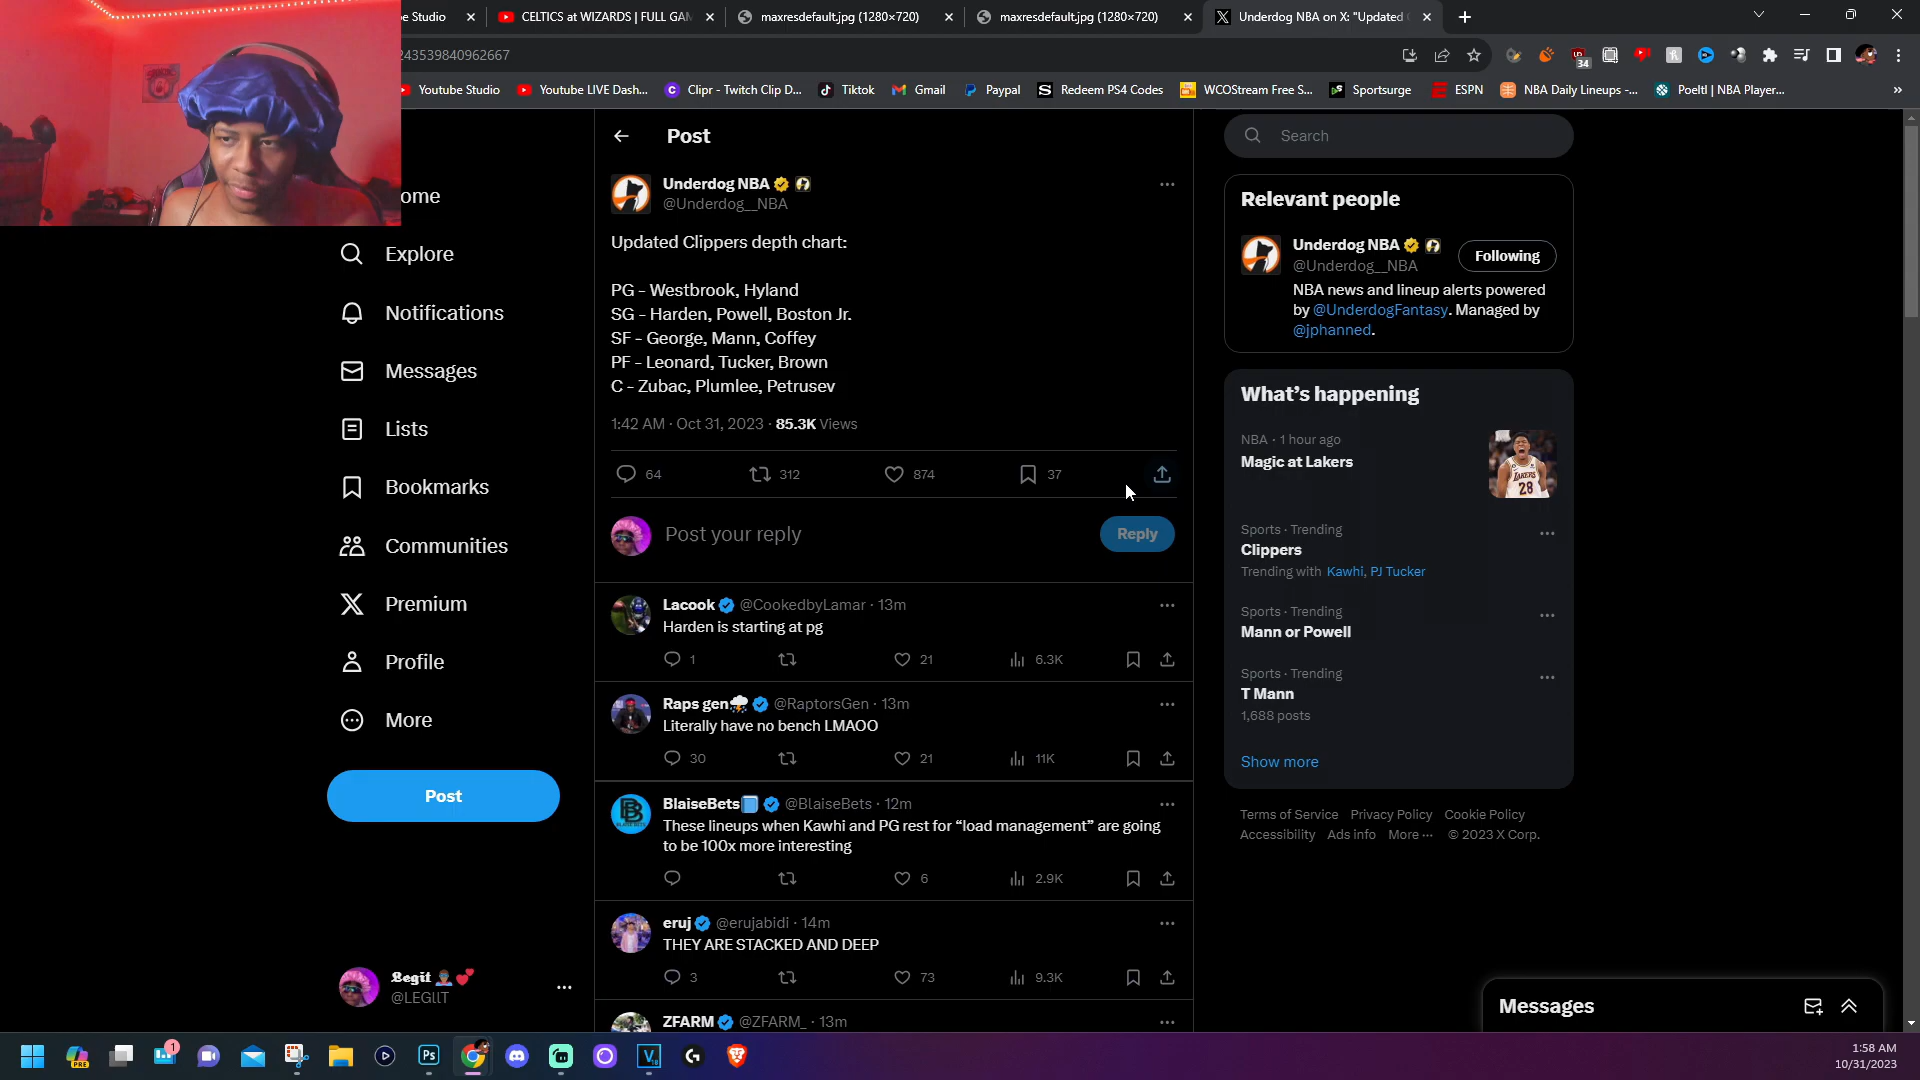 be Studio
CELTICS at WIZARDS | FULL GAM
maxresdefault.jpg (1280×720)
maxresdefault.jpg (1280×720)
Underdog NBA on X: "Updated
243539840962667
34
Youtube Studio
Youtube LIVE Dash...
Clipr - Twitch Clip D...
Tiktok
Gmail
Paypal
Redeem PS4 Codes
WCOStream Free S...
Sportsurge
ESPN
NBA Daily Lineups -...
Poeltl | NBA Player...
ome
Explore
Notifications
Messages
Lists
Bookmarks
Communities
Premium
Profile
More
Post
Legit
@LEGIlT
Post
Underdog NBA
@Underdog__NBA
Updated Clippers depth chart:
PG - Westbrook, Hyland
SG - Harden, Powell, Boston Jr.
SF - George, Mann, Coffey
PF - Leonard, Tucker, Brown
C - Zubac, Plumlee, Petrusev
1:42 AM · Oct 31, 2023 · 85.3K Views
64 312 874 37
Post your reply
Reply
Lacook @CookedbyLamar · 13m
Harden is starting at pg
1 21 6.3K
Raps gen @RaptorsGen · 13m
Literally have no bench LMAOO
30 21 11K
BlaiseBets @BlaiseBets · 12m
These lineups when Kawhi and PG rest for “load management” are going
to be 100x more interesting
6 2.9K
eruj @erujabidi · 14m
THEY ARE STACKED AND DEEP
3 73 9.3K
ZFARM @ZFARM_ · 13m
Search
Relevant people
Underdog NBA
@Underdog__NBA
Following
NBA news and lineup alerts powered
by @UnderdogFantasy. Managed by
@jphanned.
What’s happening
NBA · 1 hour ago
Magic at Lakers
LAKERS
28
Sports · Trending
Clippers
Trending with Kawhi, PJ Tucker
Sports · Trending
Mann or Powell
Sports · Trending
T Mann
1,688 posts
Show more
Terms of Service Privacy Policy Cookie Policy
Accessibility Ads info More ··· © 2023 X Corp.
Messages
PRE
1
Ps
1:58 AM
10/31/2023